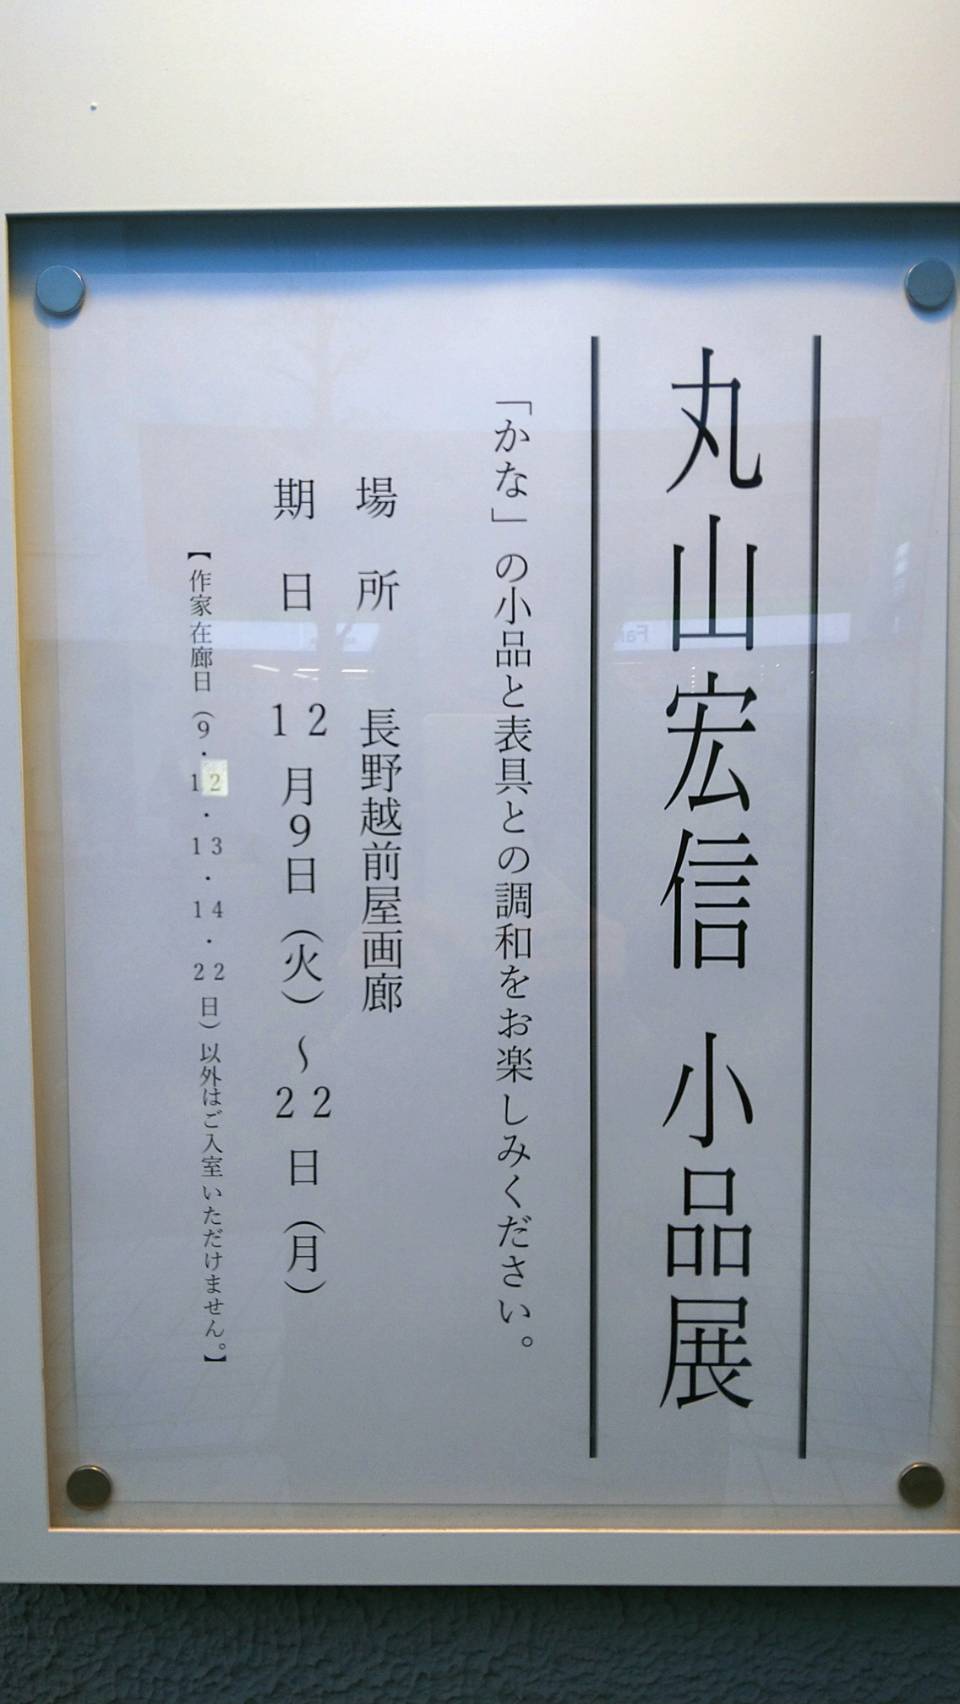 丸山宏信 小品展
「かな」の小品と表具との調和をお楽しみください。
場所 長野越前屋画廊
期日 12月9日(火)~22日(月)
【作家在廊日(9・12・13・14・22日)以外はご入室いただけません。】